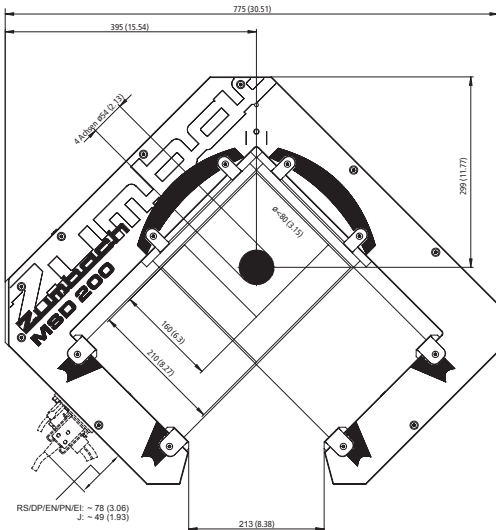 775 (30.51)
395 (15.54)
4 Achsen ø54 (2.13)
299 (11.77)
Zumbach
ø<80 (3.15)
Zumbach
MSD 200
160 (6.3)
210 (8.27)
RS/DP/EN/PN/EI: ~ 78 (3.06)
J: ~ 49 (1.93)
213 (8.38)